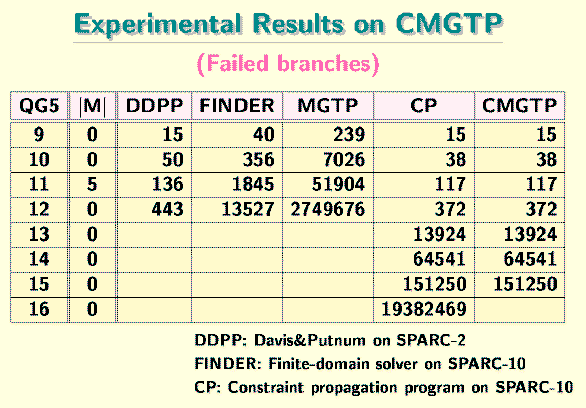 Experimental Results on CMGTP
(Failed branches)
QG5 |M| DDPP FINDER MGTP CP CMGTP
9 0 15 40 239 15 15
10 0 50 356 7026 38 38
11 5 136 1845 51904 117 117
12 0 443 13527 2749676 372 372
13 0 13924 13924
14 0 64541 64541
15 0 151250 151250
16 0 19382469
DDPP: Davis&Putnum on SPARC-2
FINDER: Finite-domain solver on SPARC-10
CP: Constraint propagation program on SPARC-10